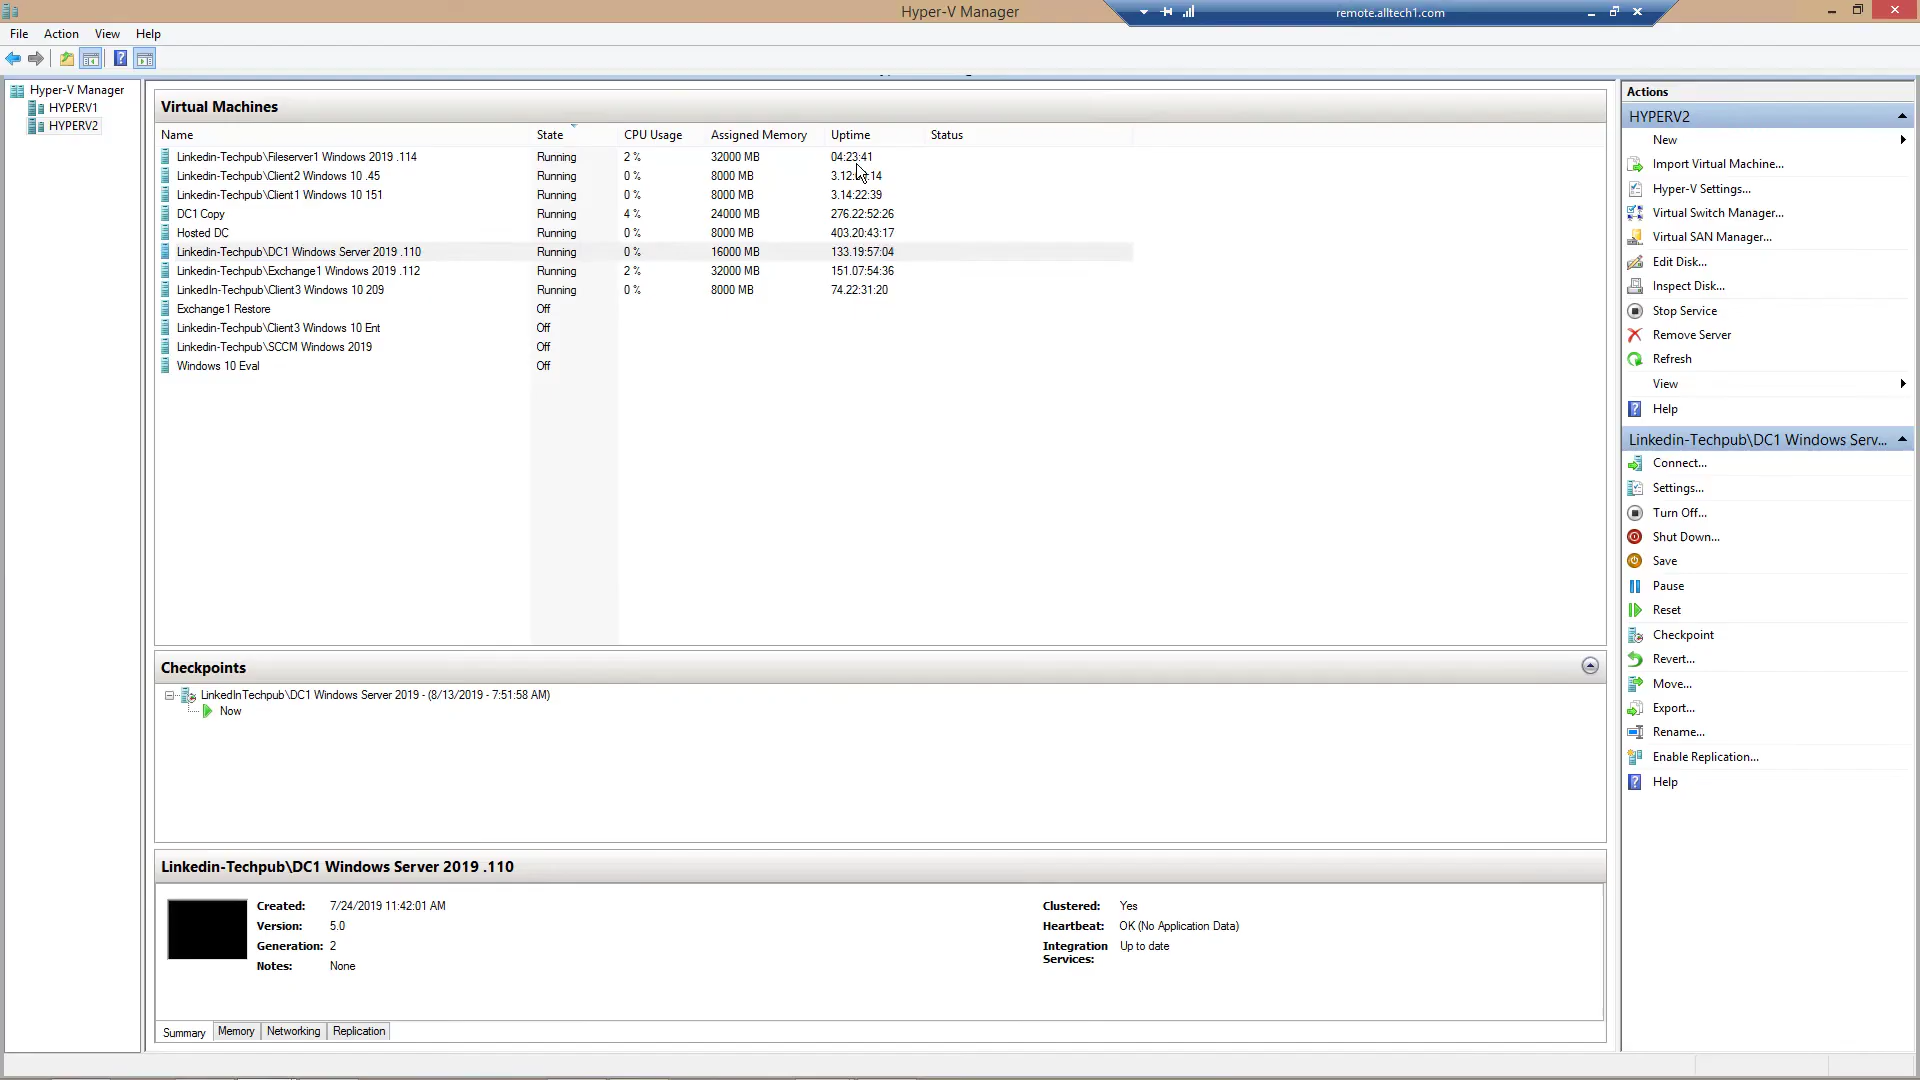 Hyper-V Manager
remote.alltech1.com
File Action View Help
Hyper-V Manager
HYPERV1
HYPERV2
Virtual Machines
Name State CPU Usage Assigned Memory Uptime Status
Linkedin-Techpub\Fileserver1 Windows 2019 .114 Running 2 % 32000 MB 04:23:41
Linkedin-Techpub\Client2 Windows 10 .45 Running 0 % 8000 MB
Linkedin-Techpub\Client1 Windows 10 151 Running 0 % 8000 MB 3.14:22:39
DC1 Copy Running 4 % 24000 MB 276.22:52:26
Hosted DC Running 0 % 8000 MB 403.20:43:17
Linkedin-Techpub\DC1 Windows Server 2019 .110 Running 0 % 16000 MB 133.19:57:04
Linkedin-Techpub\Exchange1 Windows 2019 .112 Running 2 % 32000 MB 151.07:54:36
LinkedIn-Techpub\Client3 Windows 10 209 Running 0 % 8000 MB 74.22:31:20
Exchange1 Restore Off
Linkedin-Techpub\Client3 Windows 10 Ent Off
Linkedin-Techpub\SCCM Windows 2019 Off
Windows 10 Eval Off
Checkpoints
LinkedInTechpub\DC1 Windows Server 2019 - (8/13/2019 - 7:51:58 AM)
Now
Linkedin-Techpub\DC1 Windows Server 2019 .110
Created: 7/24/2019 11:42:01 AM
Version: 5.0
Generation: 2
Notes: None
Clustered: Yes
Heartbeat: OK (No Application Data)
Integration Up to date
Services:
Summary Memory Networking Replication
Actions
HYPERV2
New
Import Virtual Machine...
Hyper-V Settings...
Virtual Switch Manager...
Virtual SAN Manager...
Edit Disk...
Inspect Disk...
Stop Service
Remove Server
Refresh
View
Help
Linkedin-Techpub\DC1 Windows Serv...
Connect...
Settings...
Turn Off...
Shut Down...
Save
Pause
Reset
Checkpoint
Revert...
Move...
Export...
Rename...
Enable Replication...
Help